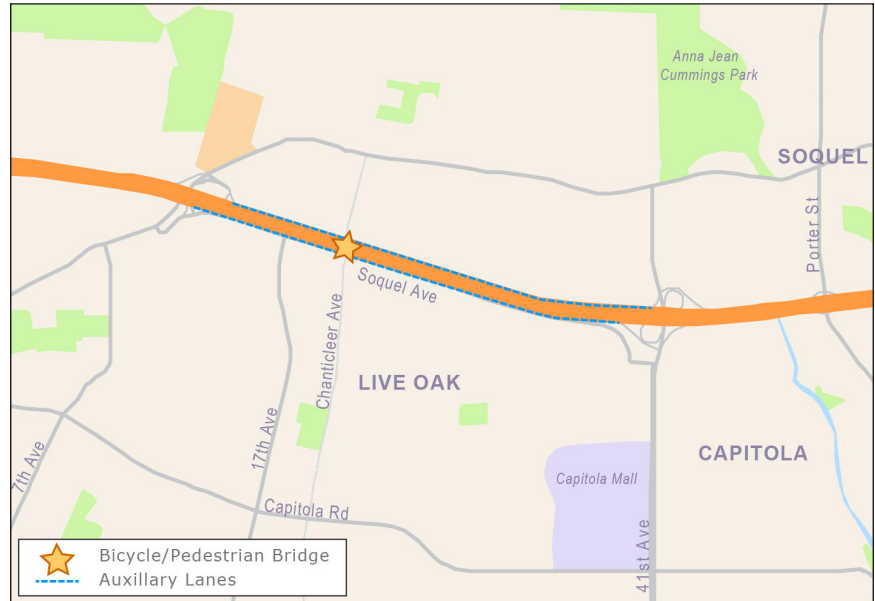 Anna Jean
Cummings Park
SOQUEL
Porter St
Soquel Ave
Chanticleer Ave
LIVE OAK
17th Ave
7th Ave
CAPITOLA
Capitola Mall
Capitola Rd
41st Ave
Bicycle/Pedestrian Bridge
Auxillary Lanes